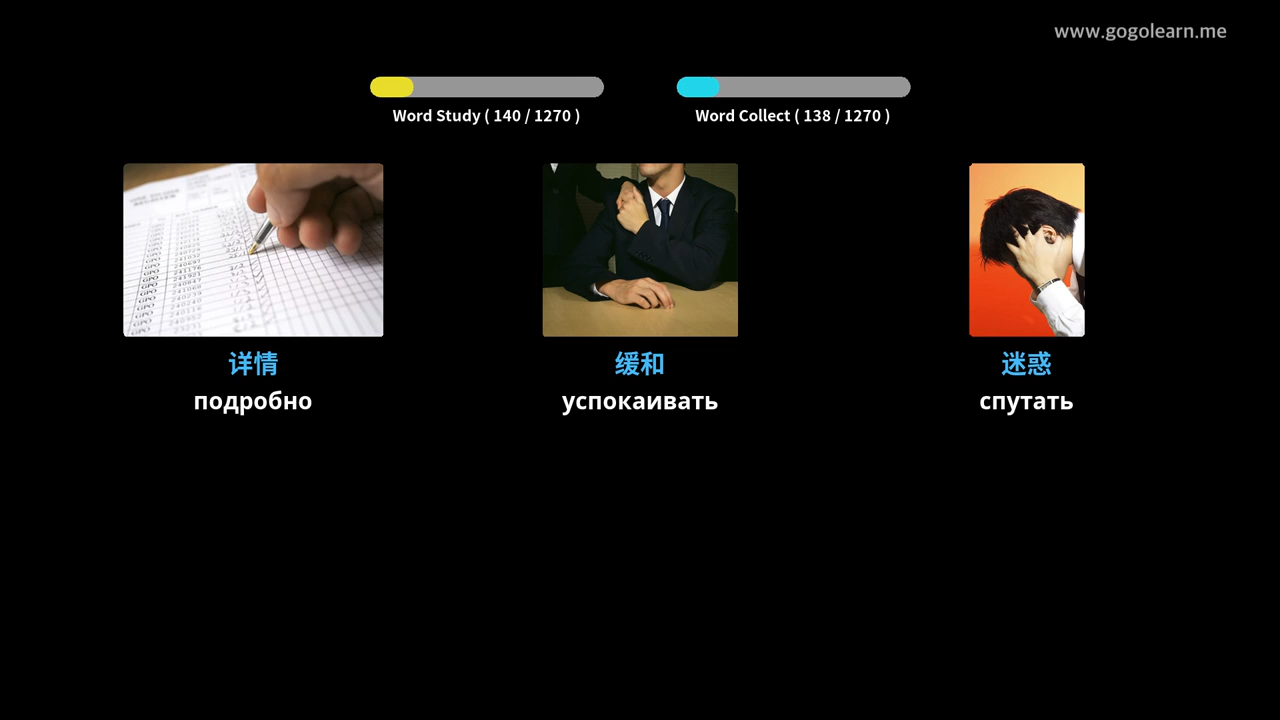 www.gogolearn.me
Word Study ( 140 / 1270 )
Word Collect ( 138 / 1270 )
详情
подробно
缓和
успокаивать
迷惑
спутать